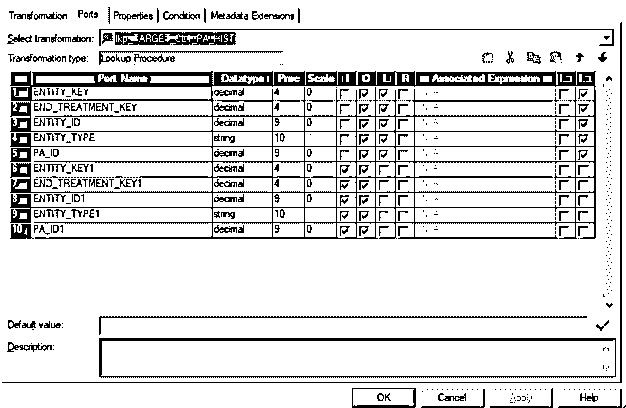 Transformation Ports Properties Condition Metadata Extensions
Select transformation:
Transformation type: Lookup Procedure
Port Name Datatype Prec Scale I O L R Associated Expression
1 ENTITY_KEY decimal 4 0
2 END_TREATMENT_KEY decimal 4 0
3 ENTITY_ID decimal 9 0
4 ENTITY_TYPE string 10
5 PA_ID decimal 9 0
6 ENTITY_KEY1 decimal 4 0
7 END_TREATMENT_KEY1 decimal 4 0
8 ENTITY_ID1 decimal 9 0
9 ENTITY_TYPE1 string 10
10 PA_ID1 decimal 9 0
Default value:
Description:
OK Cancel Apply Help